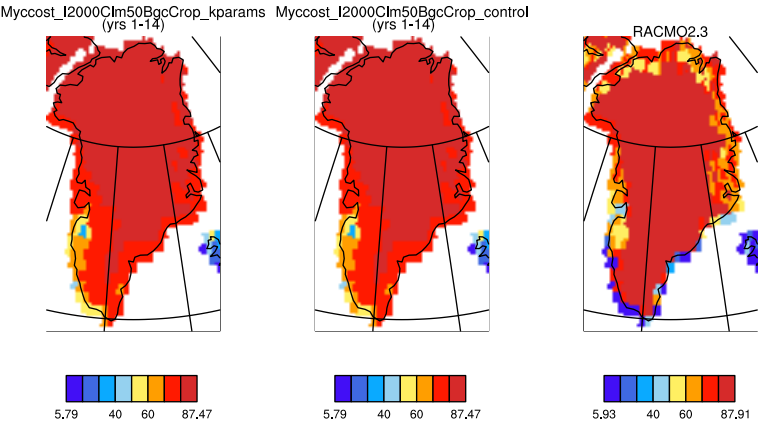 Myccost_I2000Clm50BgcCrop_kparams
(yrs 1-14)
Myccost_I2000Clm50BgcCrop_control
(yrs 1-14)
RACMO2.3
5.79 40 60 87.47
5.79 40 60 87.47
5.93 40 60 87.91